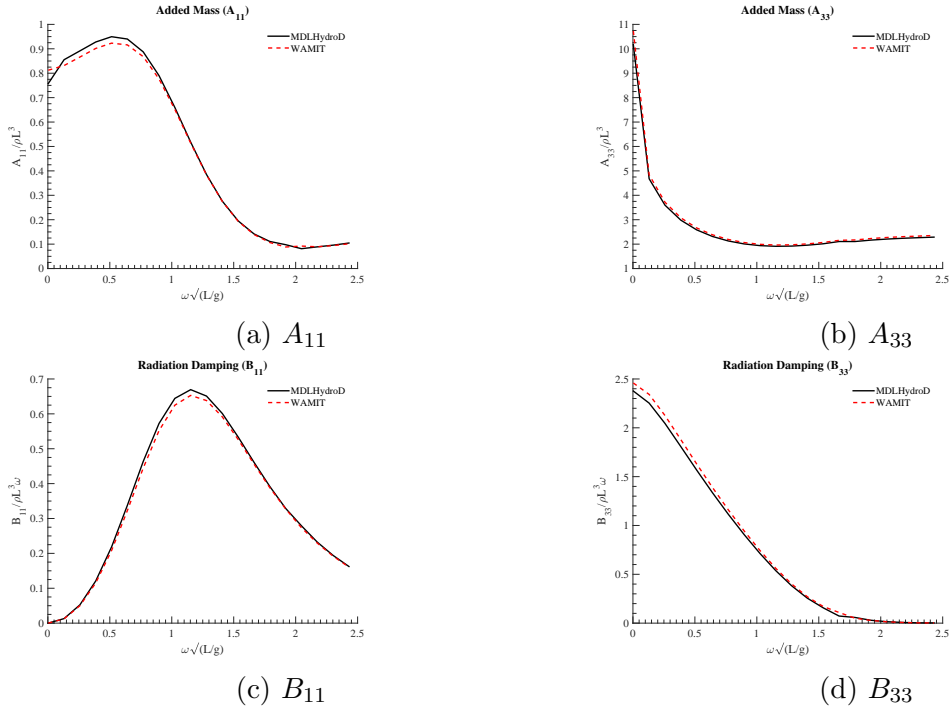 Added Mass (A₁₁)
MDLHydroD
WAMIT
A₁₁/ρL³
1
0.9
0.8
0.7
0.6
0.5
0.4
0.3
0.2
0.1
0
0 0.5 1 1.5 2 2.5
ω√(L/g)
(a) A₁₁
Added Mass (A₃₃)
MDLHydroD
WAMIT
A₃₃/ρL³
11
10
9
8
7
6
5
4
3
2
1
0 0.5 1 1.5 2 2.5
ω√(L/g)
(b) A₃₃
Radiation Damping (B₁₁)
MDLHydroD
WAMIT
B₁₁/ρL³ω
0.7
0.6
0.5
0.4
0.3
0.2
0.1
0
0 0.5 1 1.5 2 2.5
ω√(L/g)
(c) B₁₁
Radiation Damping (B₃₃)
MDLHydroD
WAMIT
B₃₃/ρL³ω
2.5
2
1.5
1
0.5
0
0 0.5 1 1.5 2 2.5
ω√(L/g)
(d) B₃₃